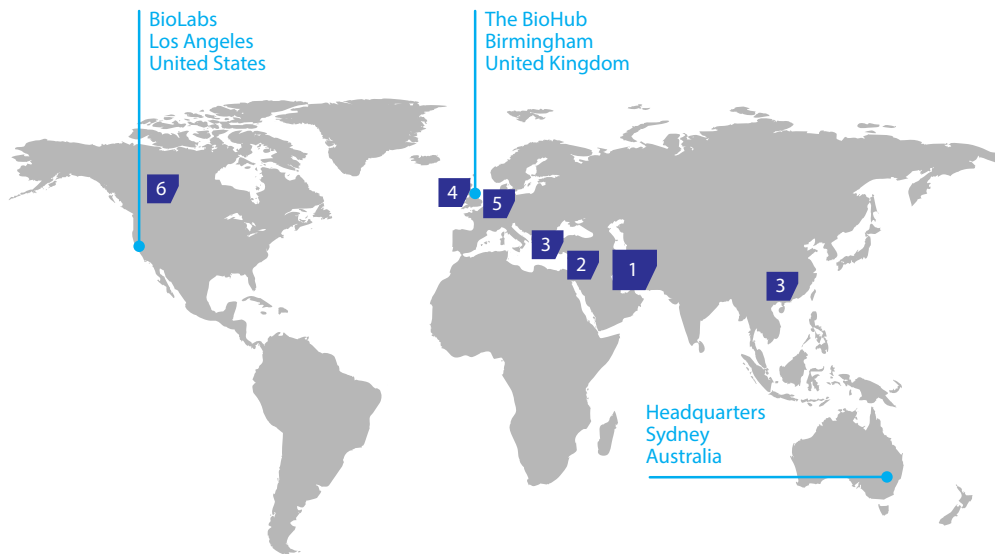 BioLabs
Los Angeles
United States
The BioHub
Birmingham
United Kingdom
6
4
5
3
2
1
3
Headquarters
Sydney
Australia